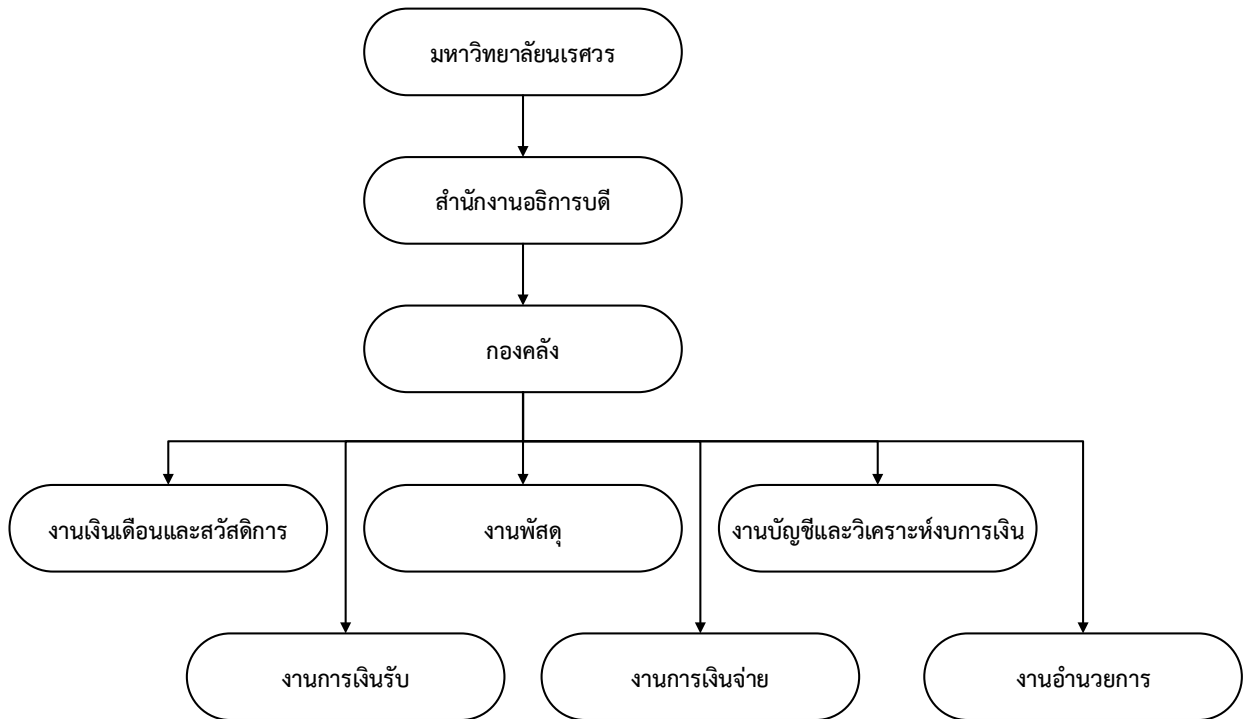 มหาวิทยาลัยนเรศวร
สำนักงานอธิการบดี
กองคลัง
งานเงินเดือนและสวัสดิการ
งานพัสดุ
งานบัญชีและวิเคราะห์งบการเงิน
งานการเงินรับ
งานการเงินจ่าย
งานอำนวยการ